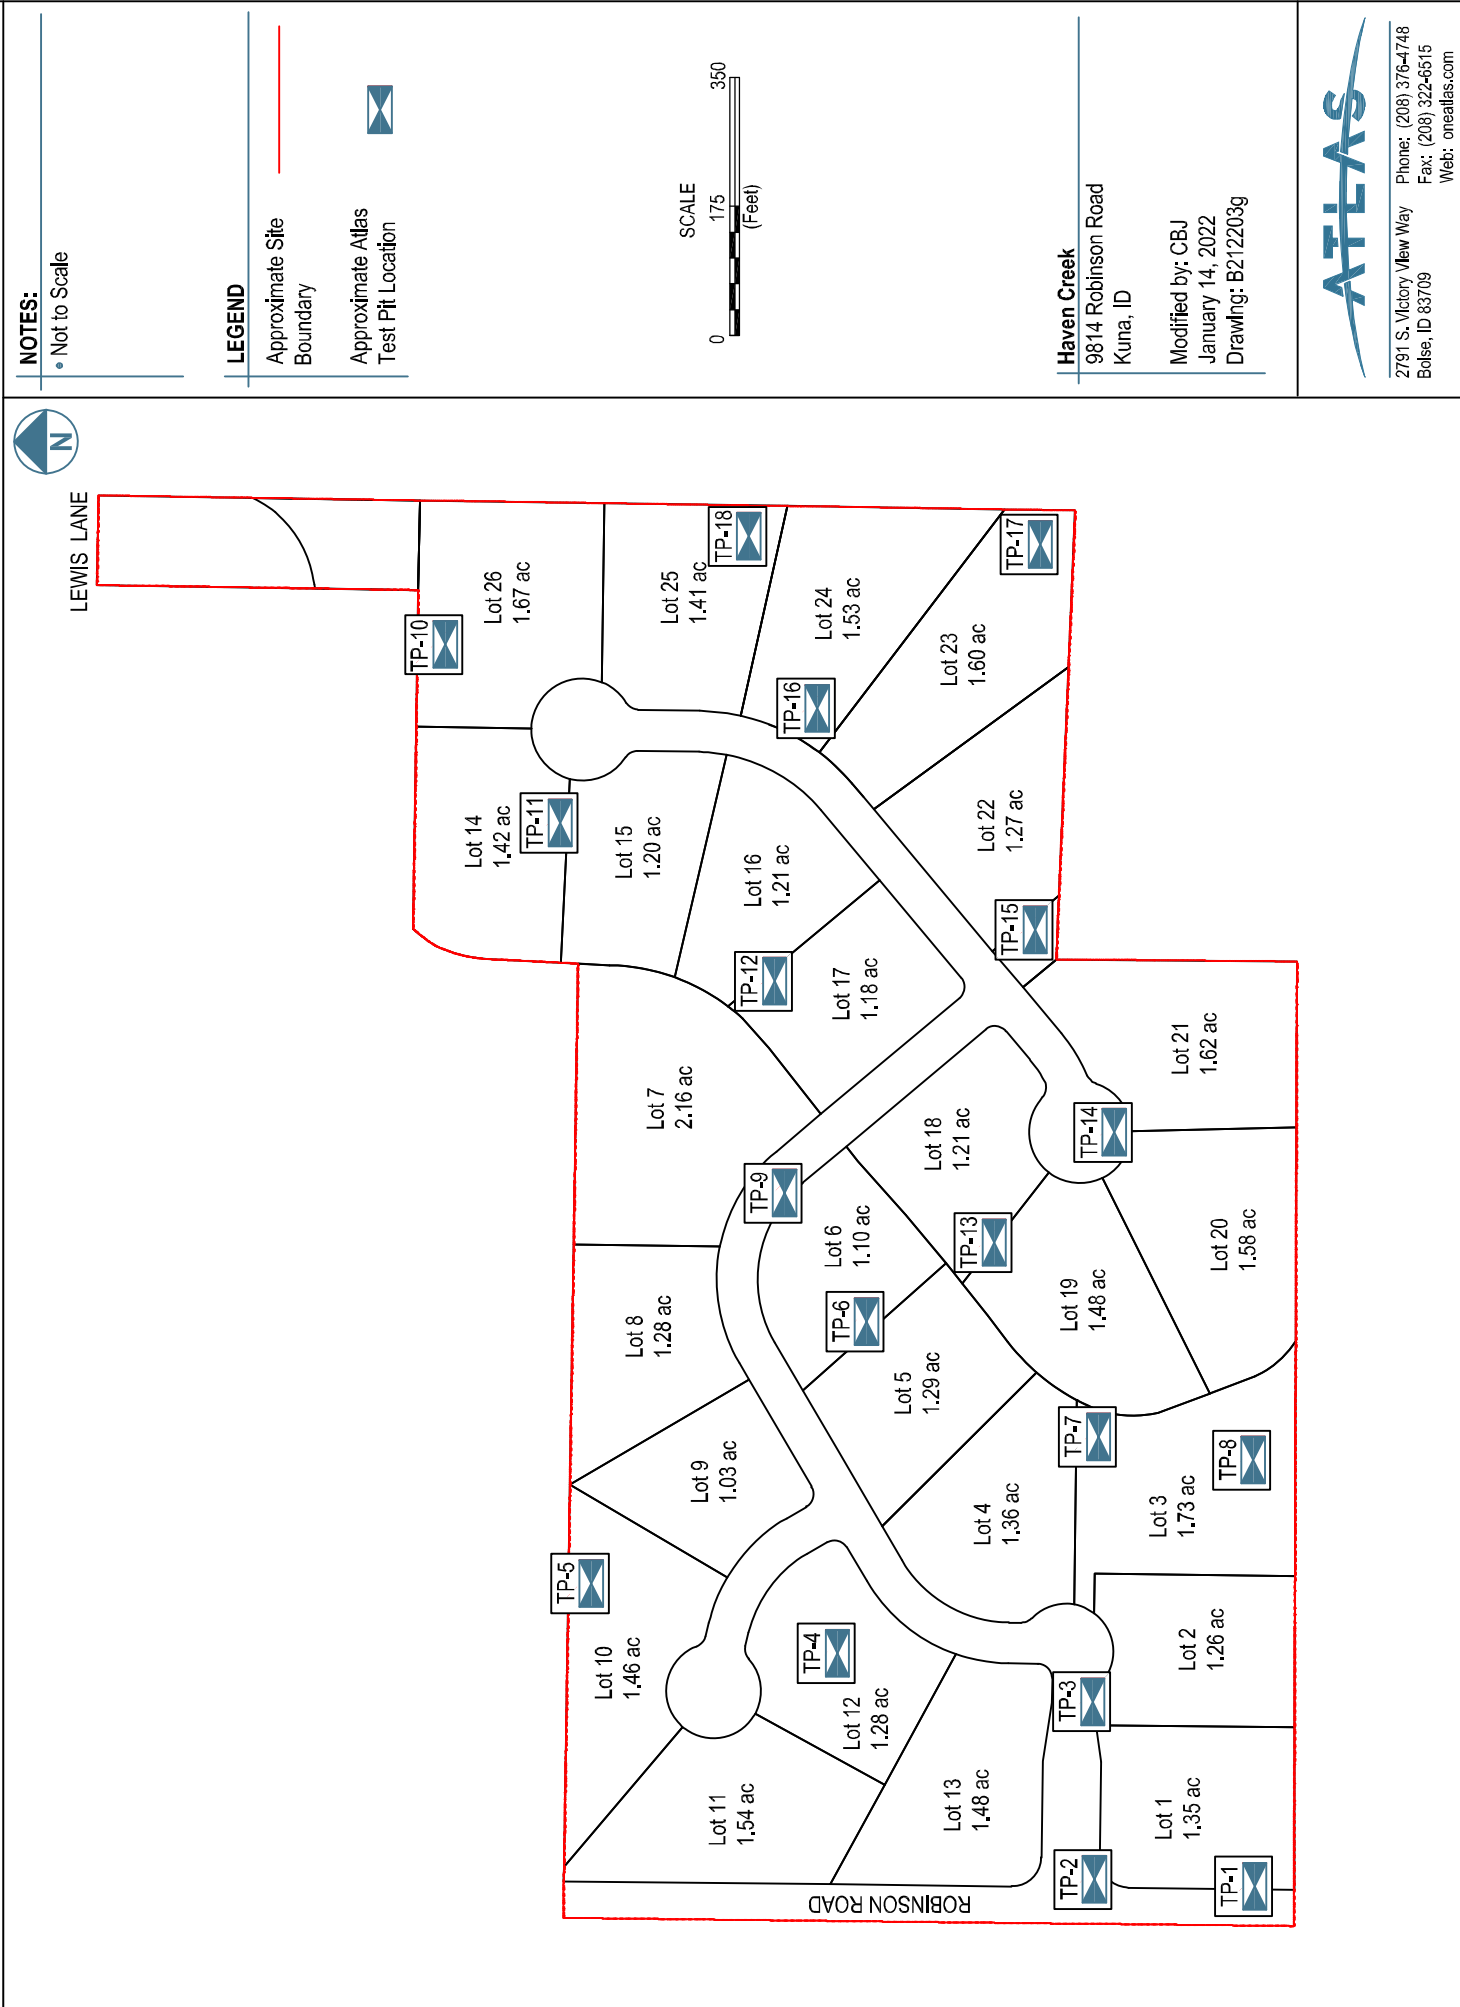 NOTES:
• Not to Scale
LEGEND
Approximate Site
Boundary
Approximate Atlas
Test Pit Location
SCALE
0 175 350
(Feet)
Haven Creek
9814 Robinson Road
Kuna, ID
Modified by: CBJ
January 14, 2022
Drawing: B212203g
ATLAS
2791 S. Victory View Way
Boise, ID 83709
Phone: (208) 376-4748
Fax: (208) 322-6515
Web: oneatlas.com
N
LEWIS LANE
ROBINSON ROAD
Lot 1
1.35 ac
Lot 2
1.26 ac
Lot 3
1.73 ac
Lot 4
1.36 ac
Lot 5
1.29 ac
Lot 6
1.10 ac
Lot 7
2.16 ac
Lot 8
1.28 ac
Lot 9
1.03 ac
Lot 10
1.46 ac
Lot 11
1.54 ac
Lot 12
1.28 ac
Lot 13
1.48 ac
Lot 14
1.42 ac
Lot 15
1.20 ac
Lot 16
1.21 ac
Lot 17
1.18 ac
Lot 18
1.21 ac
Lot 19
1.48 ac
Lot 20
1.58 ac
Lot 21
1.62 ac
Lot 22
1.27 ac
Lot 23
1.60 ac
Lot 24
1.53 ac
Lot 25
1.41 ac
Lot 26
1.67 ac
TP-1
TP-2
TP-3
TP-4
TP-5
TP-6
TP-7
TP-8
TP-9
TP-10
TP-11
TP-12
TP-13
TP-14
TP-15
TP-16
TP-17
TP-18